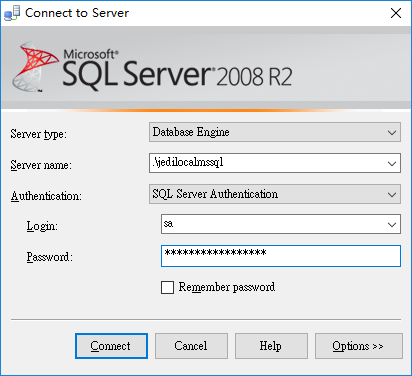 Connect to Server
Microsoft®
SQL Server® 2008 R2
Server type: Database Engine
Server name: .\jedilocalmssql
Authentication: SQL Server Authentication
Login: sa
Password: *****************
Remember password
Connect Cancel Help Options >>